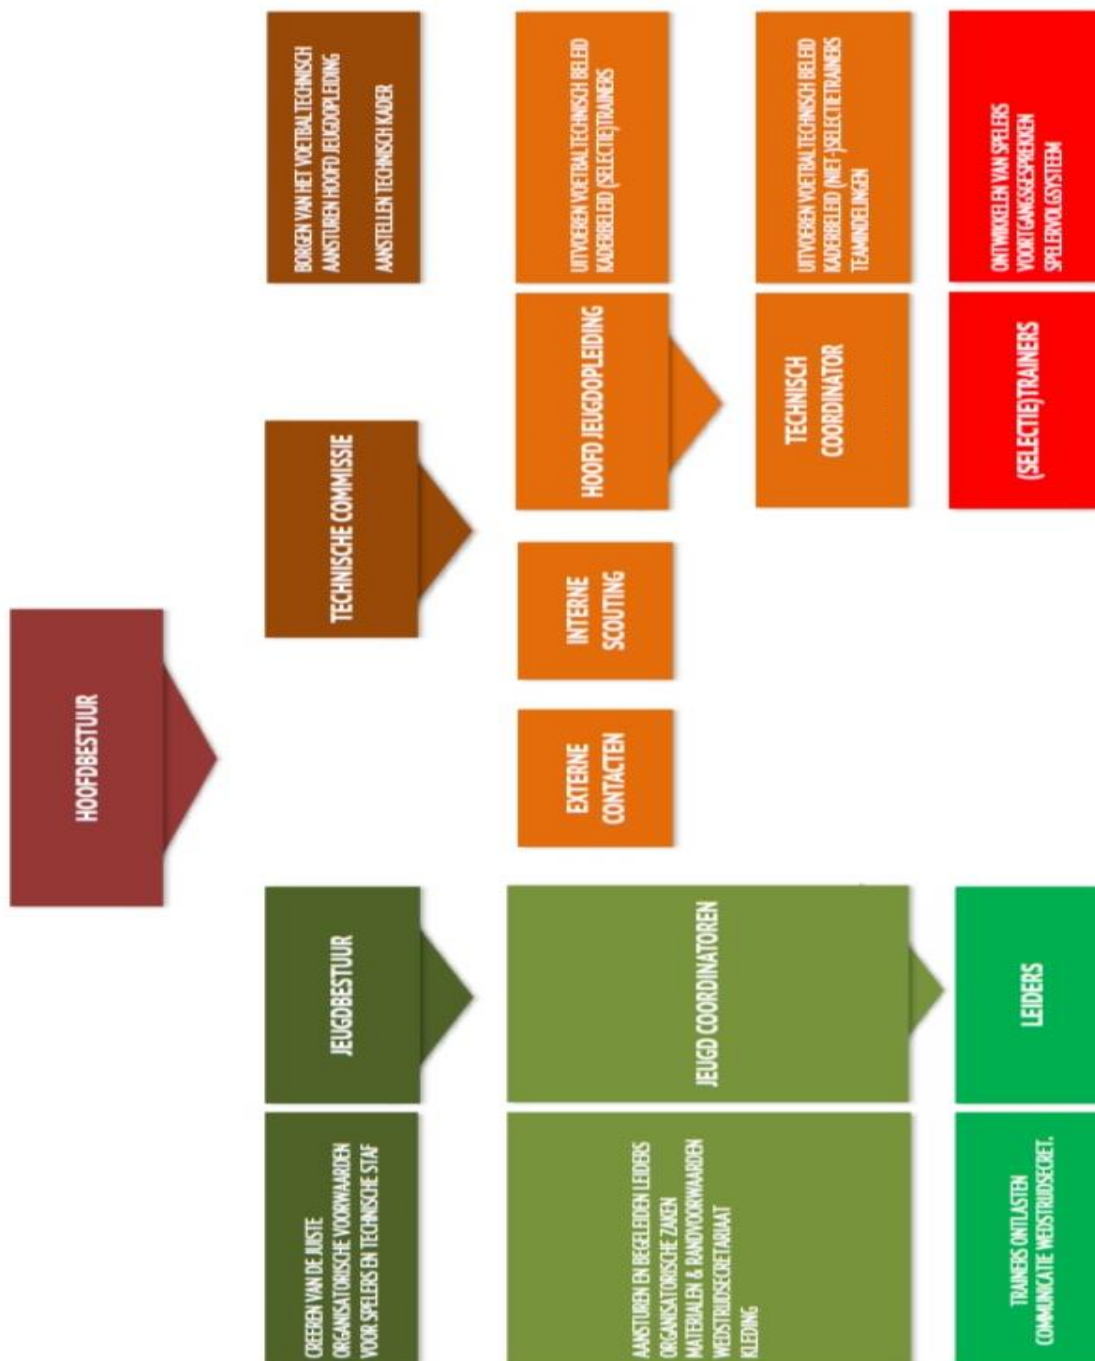 HOOFDBESTUUR
CREEREN VAN DE JUISTE
ORGANISATORISCHE VOORWAARDEN
VOOR SPELERS EN TECHNISCHE STAF
JEUGDBESTUUR
TECHNISCHE COMMISSIE
BORGEN VAN HET VOETBALTECHNISCH
AANSTUREN HOOFD JEUGDOPLEIDING
AANSTELLEN TECHNISCH KADER
AANSTUREN EN BEGELEIDEN LEIDERS
ORGANISATORISCHE ZAKEN
MATERIALEN & RANDVOORWAARDEN
WEDSTRIJDSECRETARIAAT
KLEDING
JEUGD COORDINATOREN
EXTERNE
CONTACTEN
INTERNE
SCOUTING
HOOFD JEUGDOPLEIDING
UITVOEREN VOETBALTECHNISCH BELEID
KADERBELEID (SELECTIE)TRAINERS
TECHNISCH
COORDINATOR
UITVOEREN VOETBALTECHNISCH BELEID
KADERBELEID (NIET-)SELECTIETRAINERS
TEAMINDELINGEN
TRAINERS ONTLASTEN
COMMUNICATIE WEDSTRIJDSECRET.
LEIDERS
(SELECTIE)TRAINERS
ONTWIKKELEN VAN SPELERS
VOORTGANGSGESPREKKEN
SPELERVOLGSYSTEEM